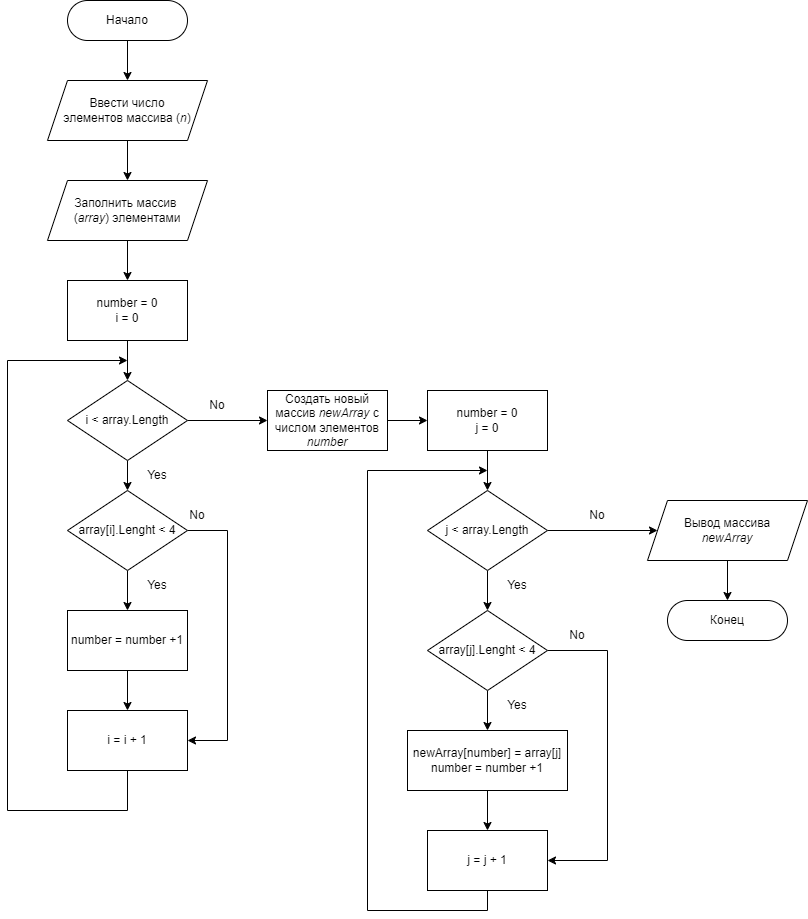 Начало
Ввести число
элементов массива (n)
Заполнить массив
(array) элементами
number = 0
i = 0
i < array.Length
No
Yes
array[i].Lenght < 4
No
Yes
number = number +1
i = i + 1
Создать новый
массив newArray с
числом элементов
number
number = 0
j = 0
j < array.Length
No
Yes
array[j].Lenght < 4
No
Yes
newArray[number] = array[j]
number = number +1
j = j + 1
Вывод массива
newArray
Конец